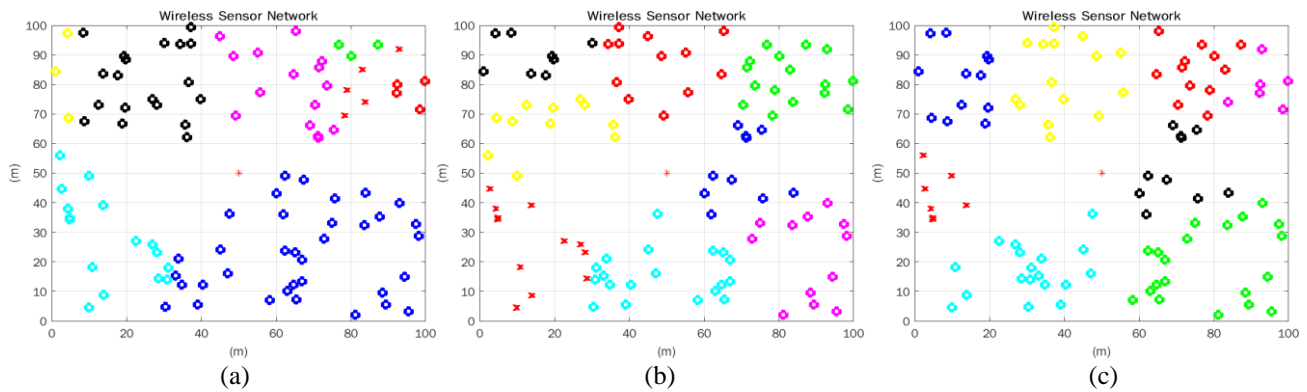 Wireless Sensor Network Wireless Sensor Network Wireless Sensor Network
100 100 100
90 90 90
80 80 80
70 70 70
60 60 60
(m) 50 (m) 50 (m) 50
40 40 40
30 30 30
20 20 20
10 10 10
0 0 0
0 20 40 60 80 100 0 20 40 60 80 100 0 20 40 60 80 100
(m) (m) (m)
(a) (b) (c)